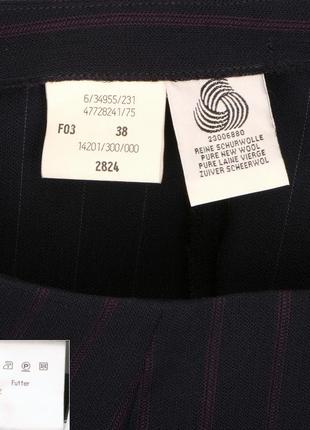 6/34955/231
47728241/75
F03 38
14201/300/000
2824
23006880
REINE SCHURWOLLE
PURE NEW WOOL
PURE LAINE VIERGE
ZUIVER SCHEERWOL
P
Futter